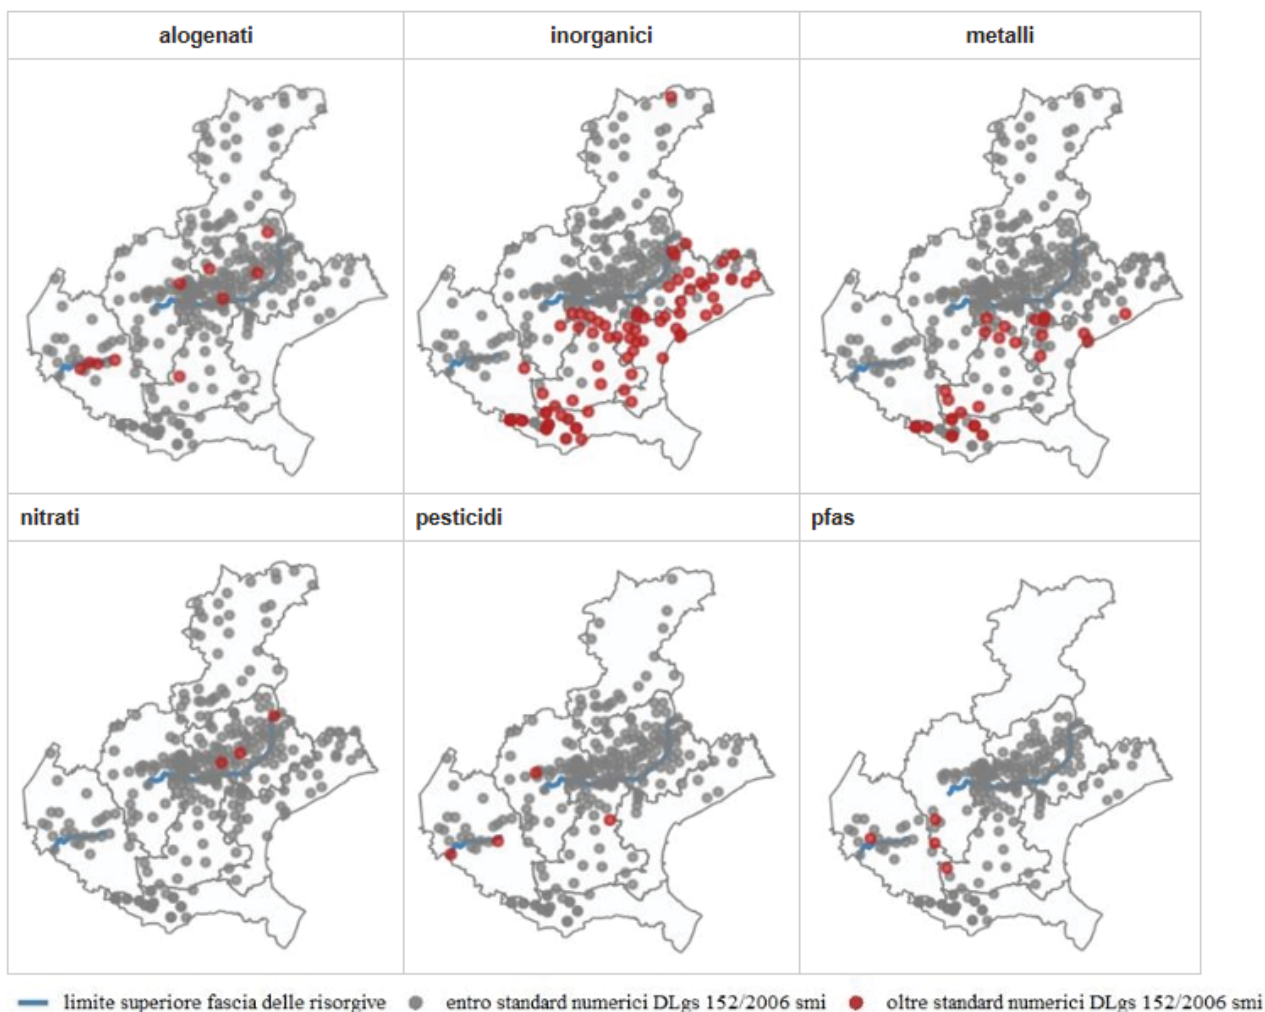 alogenati inorganici metalli
nitrati pesticidi pfas
limite superiore fascia delle risorgive entro standard numerici DLgs 152/2006 smi oltre standard numerici DLgs 152/2006 smi